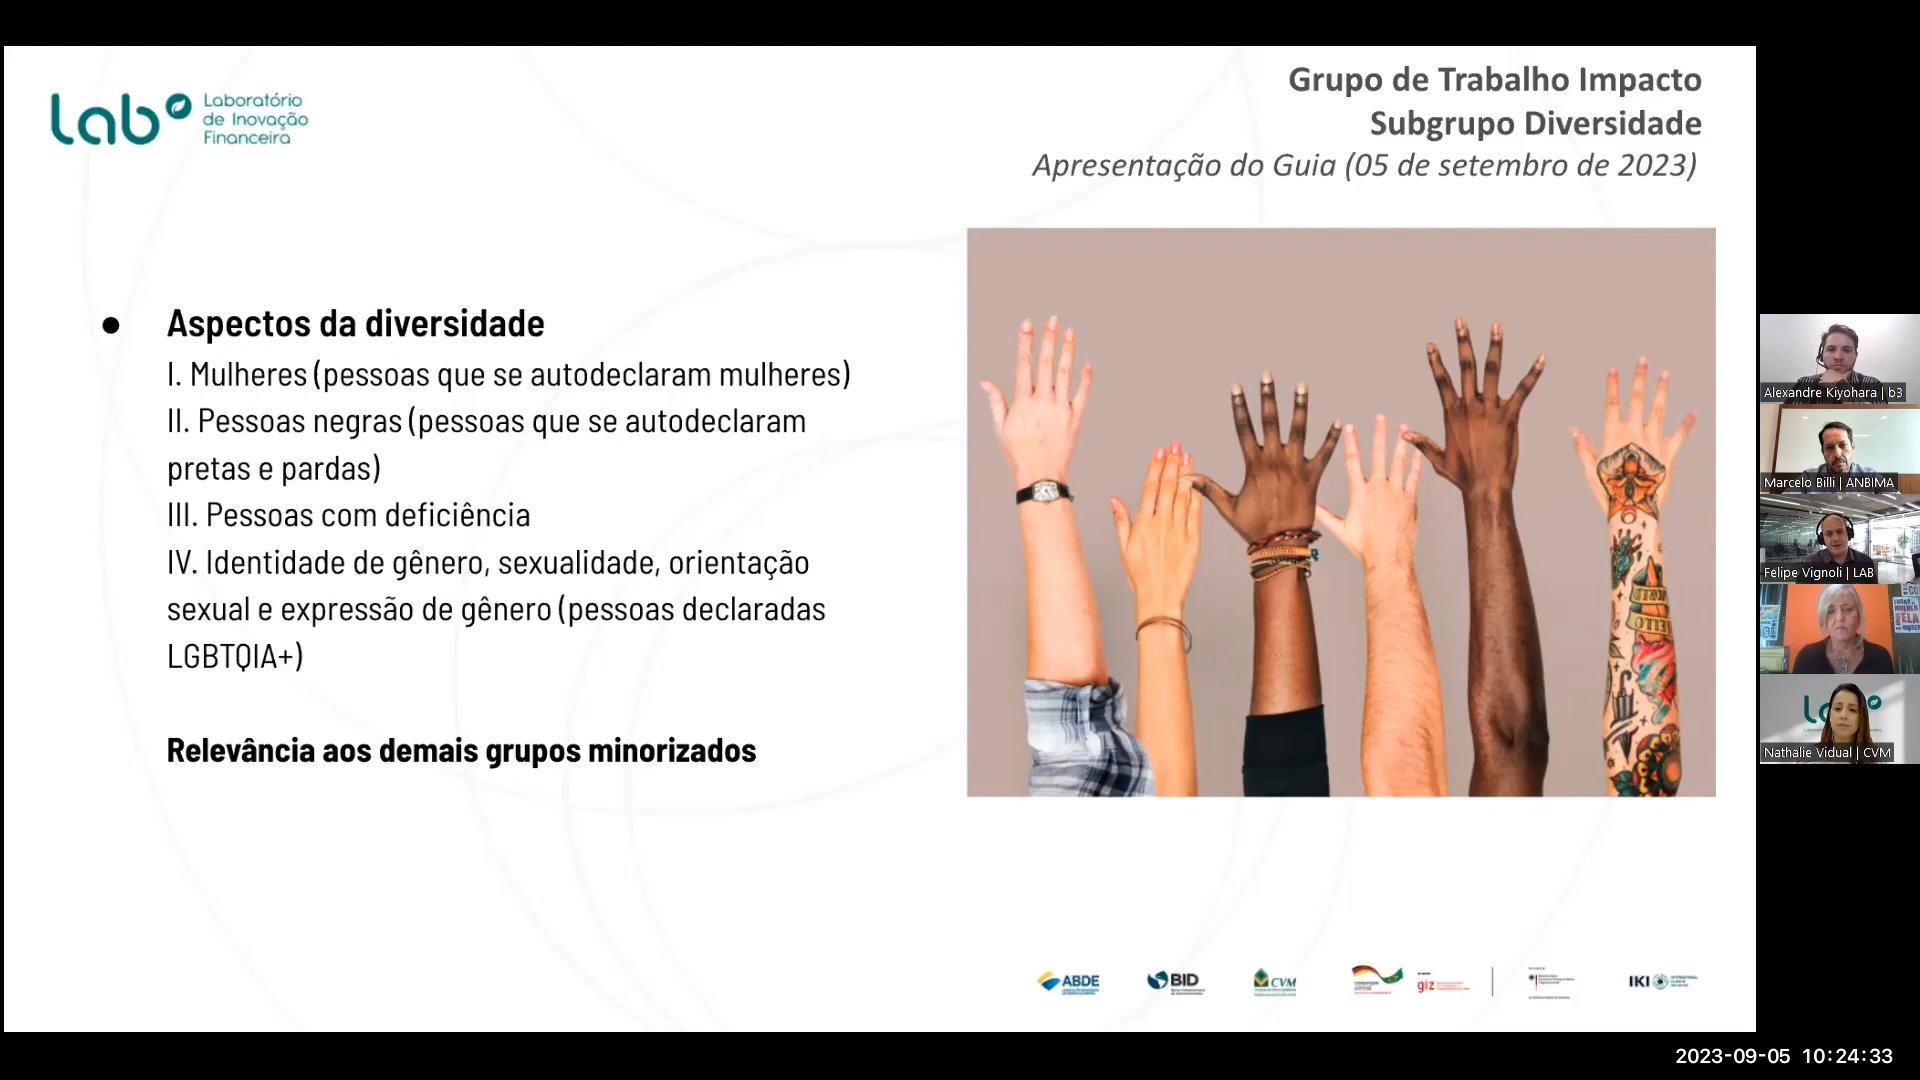 lab
Laboratório
de Inovação
Financeira
Grupo de Trabalho Impacto
Subgrupo Diversidade
Apresentação do Guia (05 de setembro de 2023)
● Aspectos da diversidade
I. Mulheres (pessoas que se autodeclaram mulheres)
II. Pessoas negras (pessoas que se autodeclaram
pretas e pardas)
III. Pessoas com deficiência
IV. Identidade de gênero, sexualidade, orientação
sexual e expressão de gênero (pessoas declaradas
LGBTQIA+)
Relevância aos demais grupos minorizados
HELLO
Alexandre Kiyohara | b3
Marcelo Billi | ANBIMA
Felipe Vignoli | LAB
Nathalie Vidual | CVM
ABDE
BID
CVM
giz
IKI
INTERNATIONAL
CLIMATE
INITIATIVE
2023-09-05 10:24:33